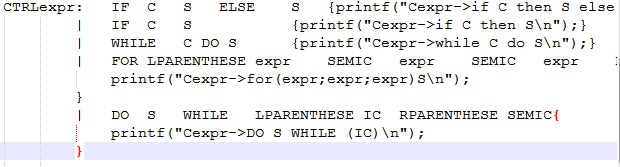 CTRLexpr: IF C S ELSE S {printf("Cexpr->if C then S else
| IF C S {printf("Cexpr->if C then S\n");}
| WHILE C DO S {printf("Cexpr->while C do S\n");}
| FOR LPARENTHESE expr SEMIC expr SEMIC expr
printf("Cexpr->for(expr;expr;expr)S\n");
}
| DO S WHILE LPARENTHESE IC RPARENTHESE SEMIC{
printf("Cexpr->DO S WHILE (IC)\n");
}